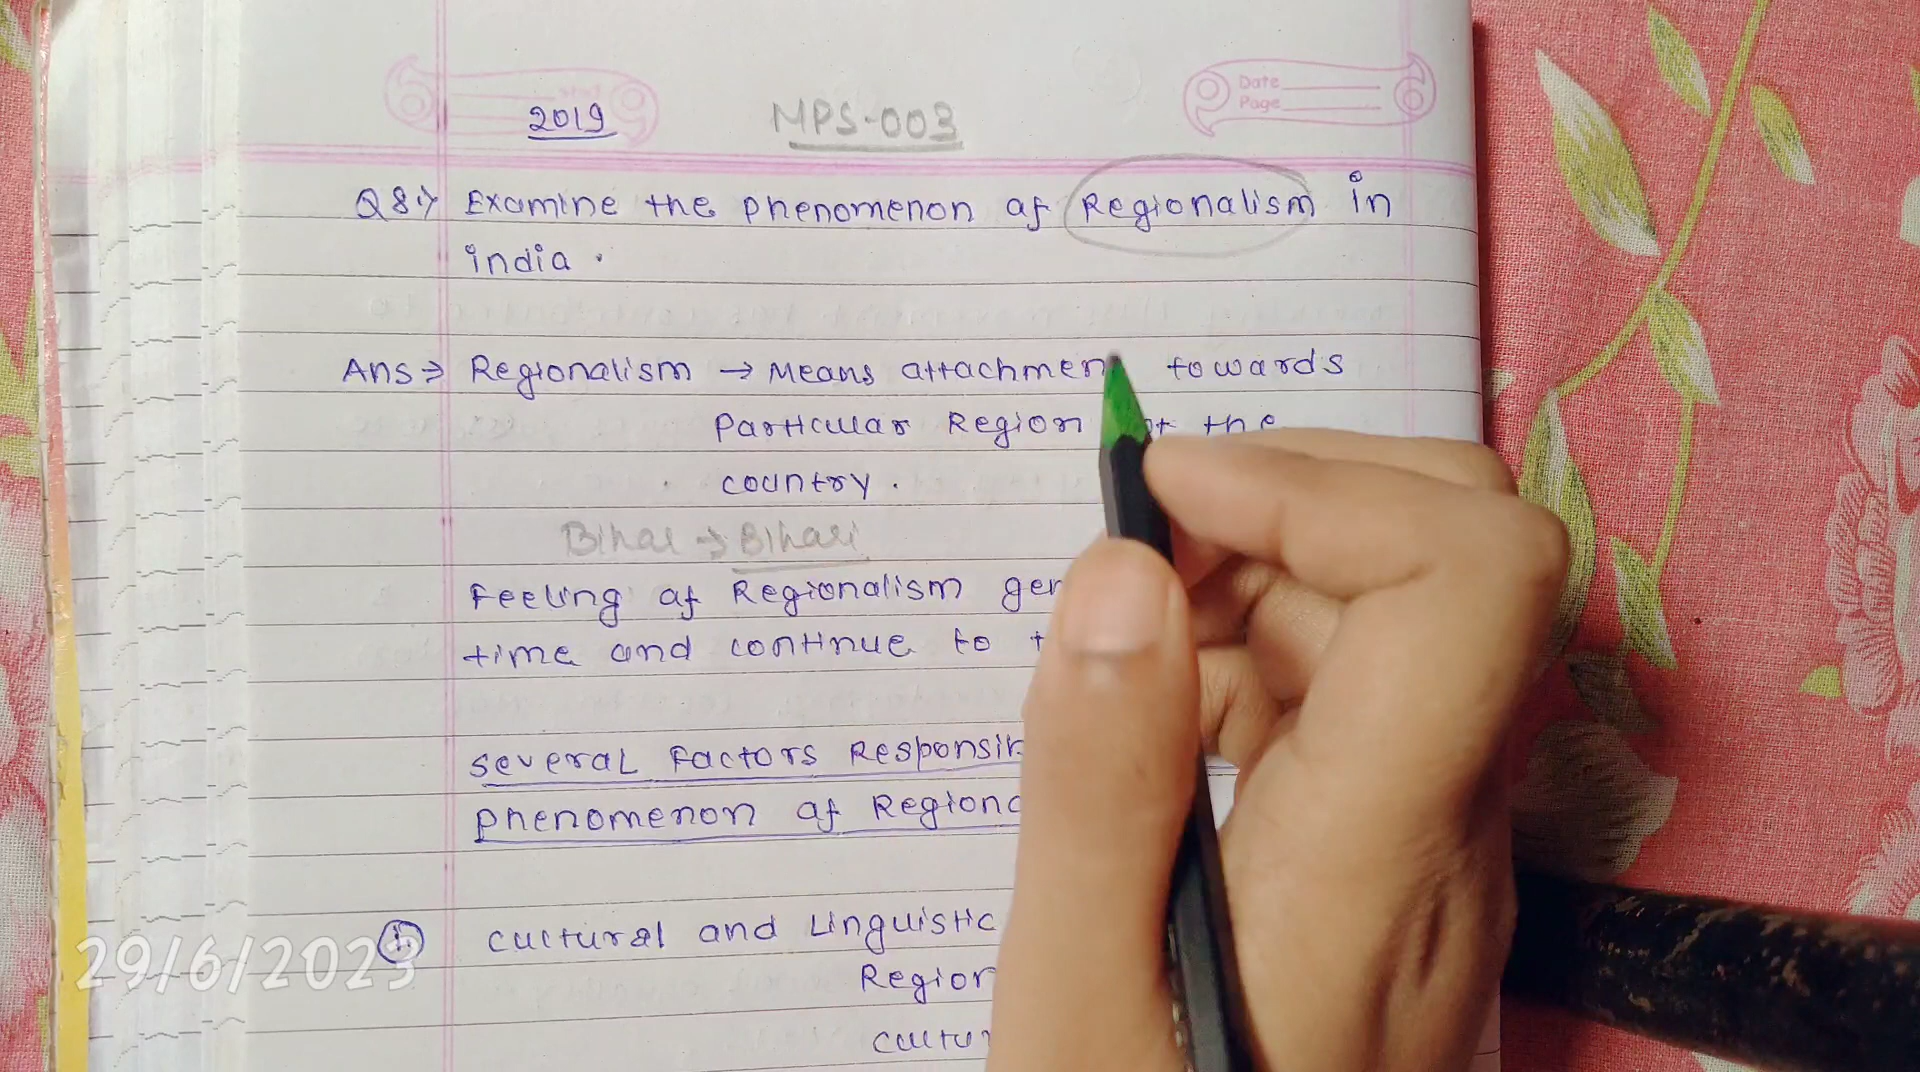 Date
Page
2019 MPS-003
Q8:> Examine the phenomenon of Regionalism in
india.
Ans ⇒ Regionalism → Means attachment towards
Particular Region of the
country.
Bihar → Bihari
Feeling of Regionalism
time and continue to
several Factors
phenomenon of
1. cultural and Linguistic
29/6/2023